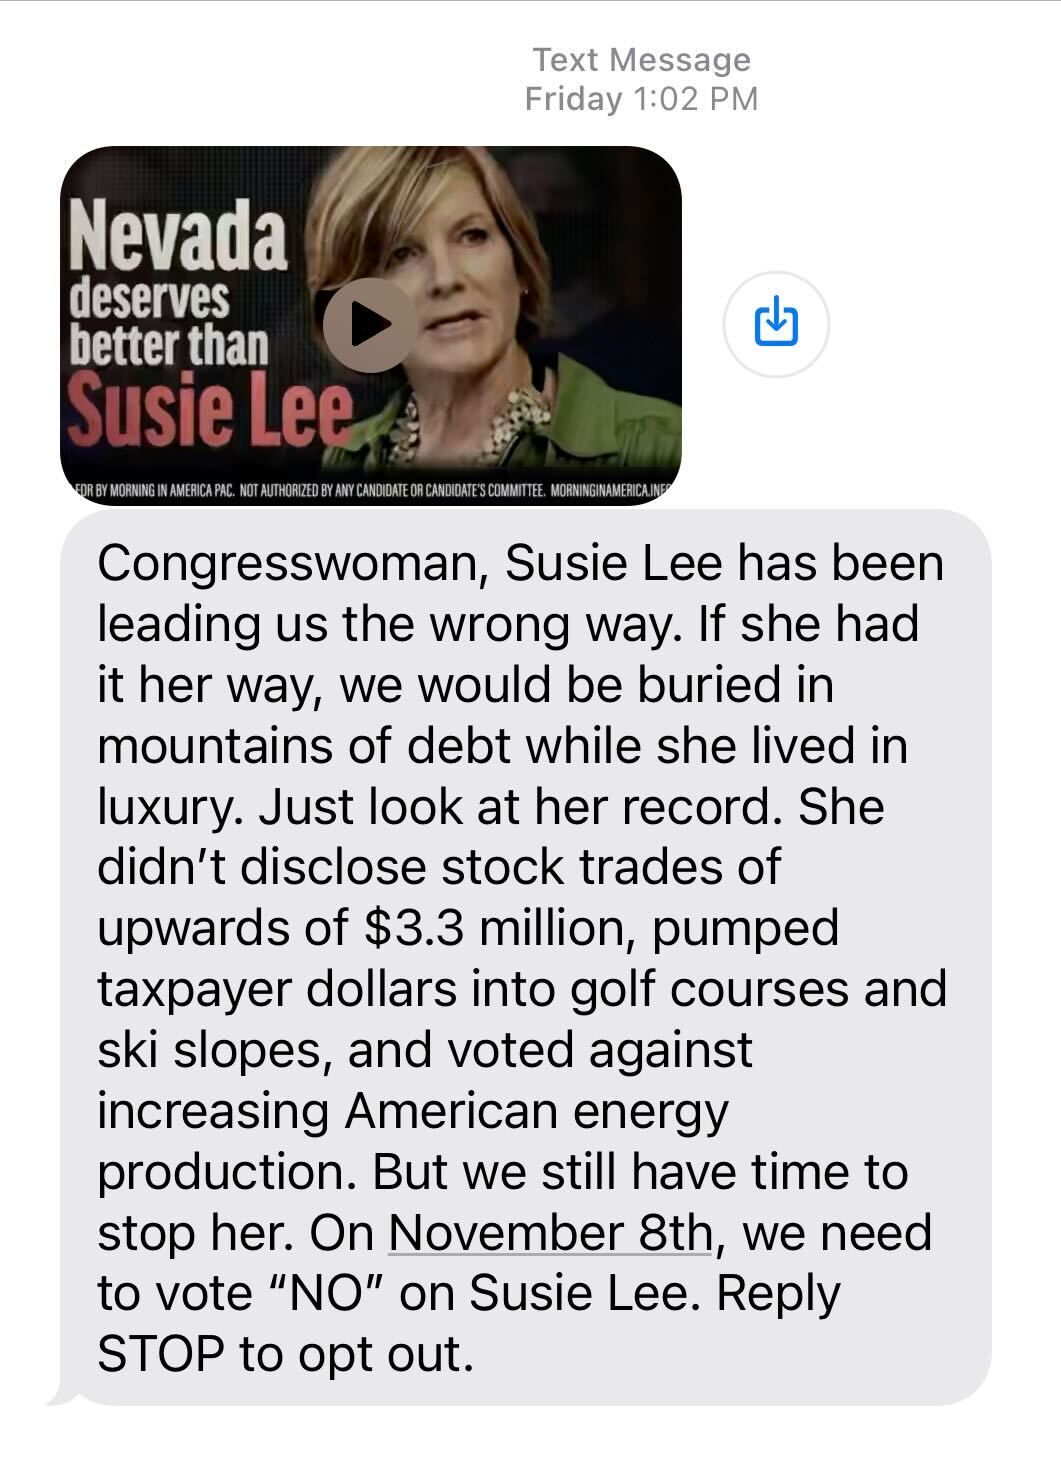 Text Message
Friday 1:02 PM
Nevada
deserves
better than
Susie Lee
FOR BY MORNING IN AMERICA PAC. NOT AUTHORIZED BY ANY CANDIDATE OR CANDIDATE'S COMMITTEE. MORNINGINAMERICA.INFO
Congresswoman, Susie Lee has been
leading us the wrong way. If she had
it her way, we would be buried in
mountains of debt while she lived in
luxury. Just look at her record. She
didn’t disclose stock trades of
upwards of $3.3 million, pumped
taxpayer dollars into golf courses and
ski slopes, and voted against
increasing American energy
production. But we still have time to
stop her. On November 8th, we need
to vote “NO” on Susie Lee. Reply
STOP to opt out.